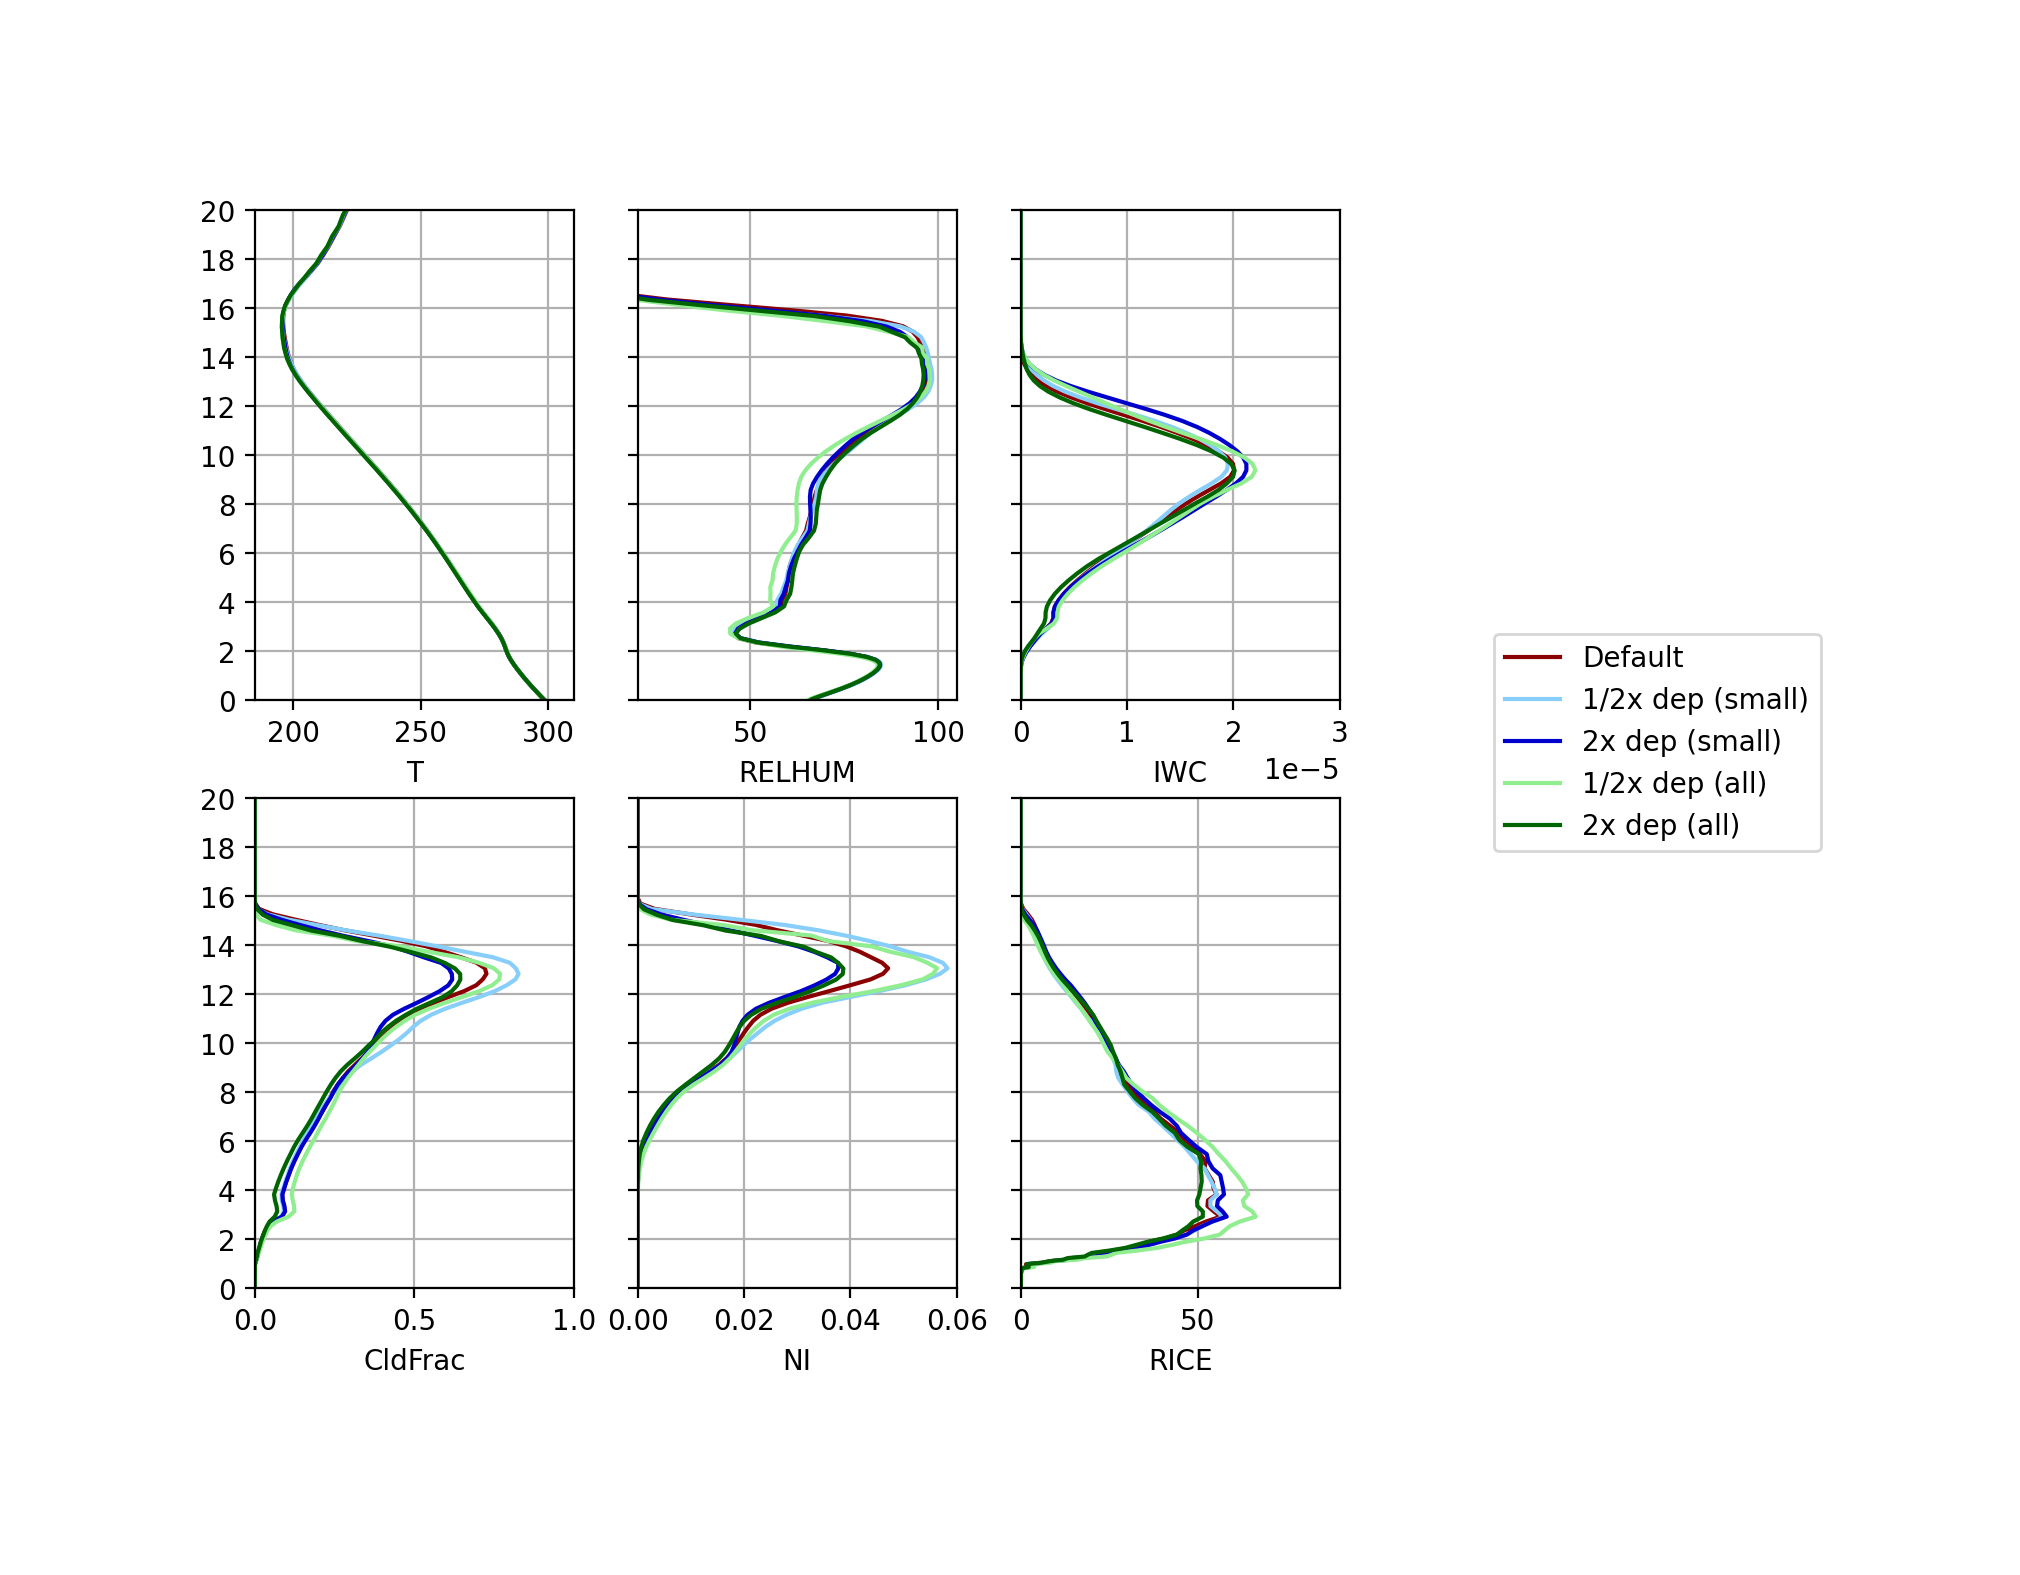 20
18
16
14
12
10
8
6
4
2
0
200 250 300
T
50 100
RELHUM
0 1 2 3
IWC
1e−5
20
18
16
14
12
10
8
6
4
2
0
0.0 0.5 1.0
CldFrac
0.00 0.02 0.04 0.06
NI
0 50
RICE
Default
1/2x dep (small)
2x dep (small)
1/2x dep (all)
2x dep (all)